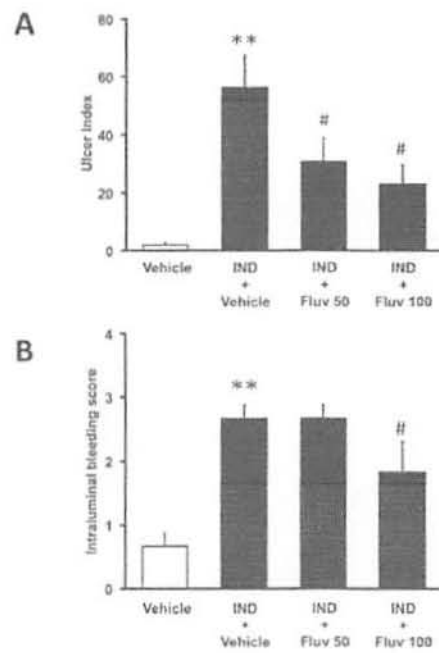 A
Ulcer Index
80
60
40
20
0
**
#
#
Vehicle
IND
+
Vehicle
IND
+
Fluv 50
IND
+
Fluv 100
B
Intraluminal bleeding score
4
3
2
1
0
**
#
Vehicle
IND
+
Vehicle
IND
+
Fluv 50
IND
+
Fluv 100